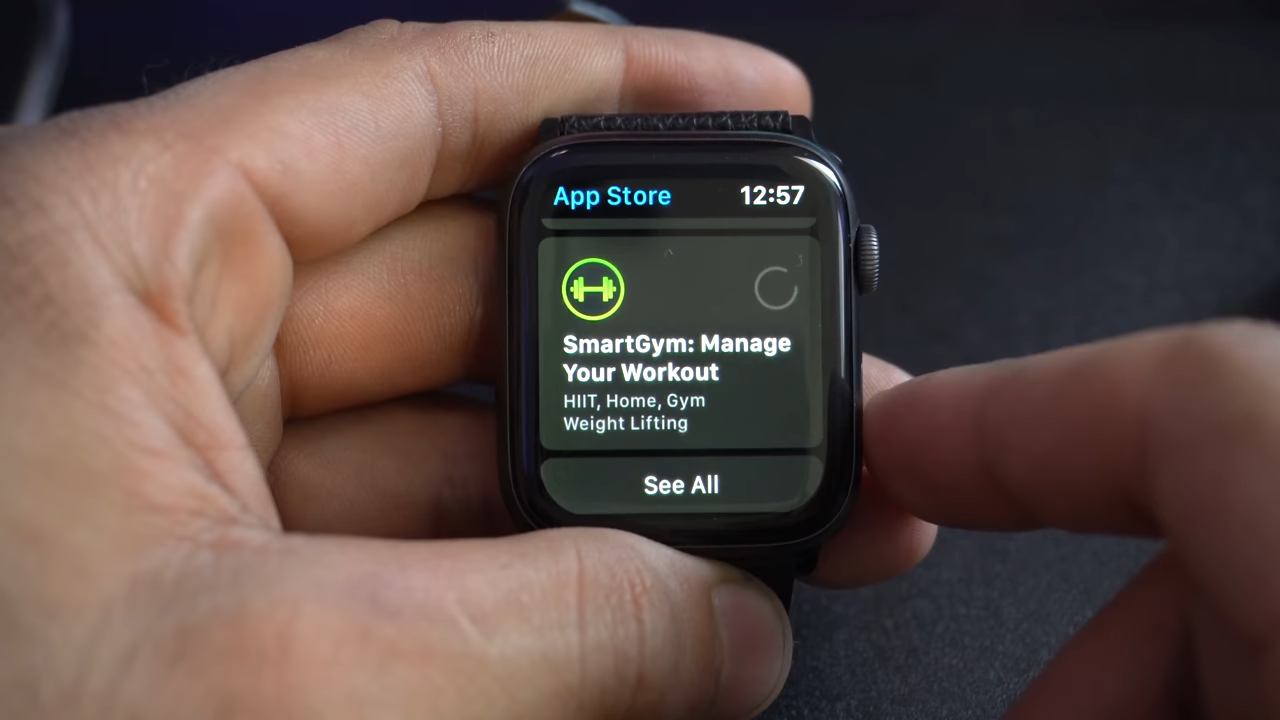 App Store 12:57
SmartGym: Manage
Your Workout
HIIT, Home, Gym
Weight Lifting
See All